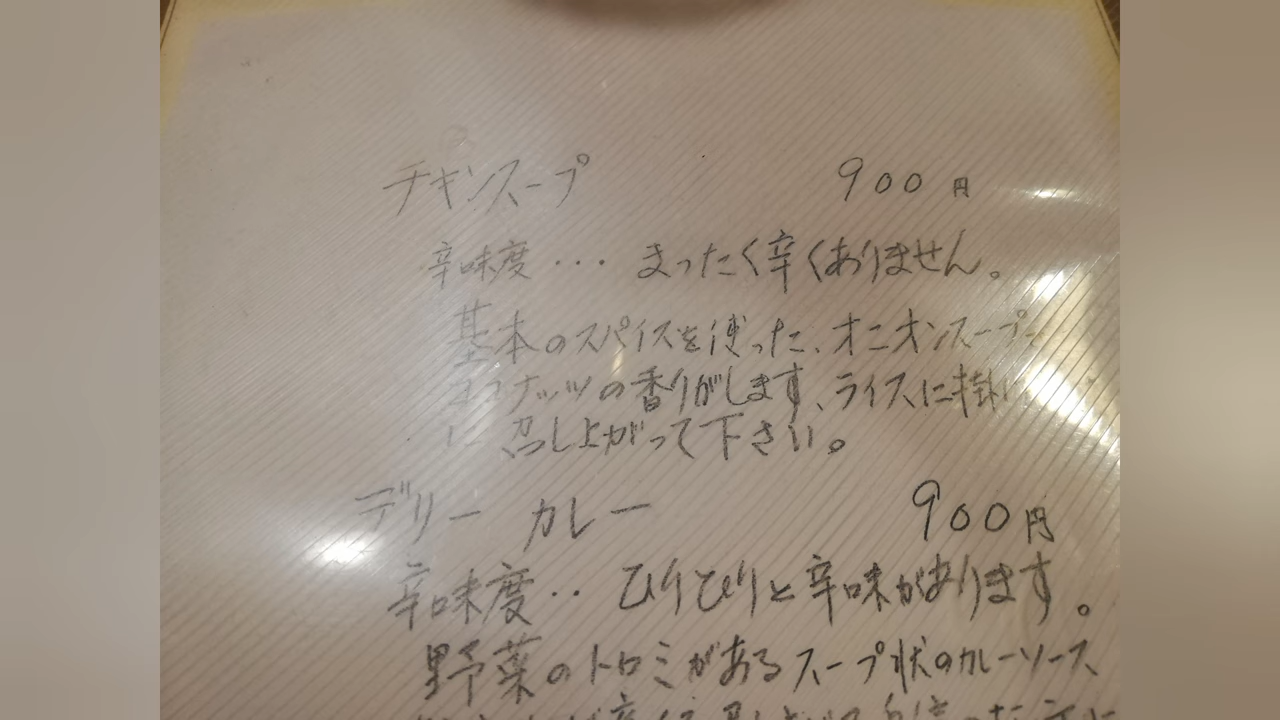 チキンスープ 900円
辛味度・・・まったく辛くありません。
基本のスパイスを使った、オニオンスープ
ココナッツの香りがします、ライスに掛け
に召し上がって下さい。
デリー カレー 900円
辛味度・・ ひりひりと辛味があります。
野菜のトロミがあるスープ状のカレーソース